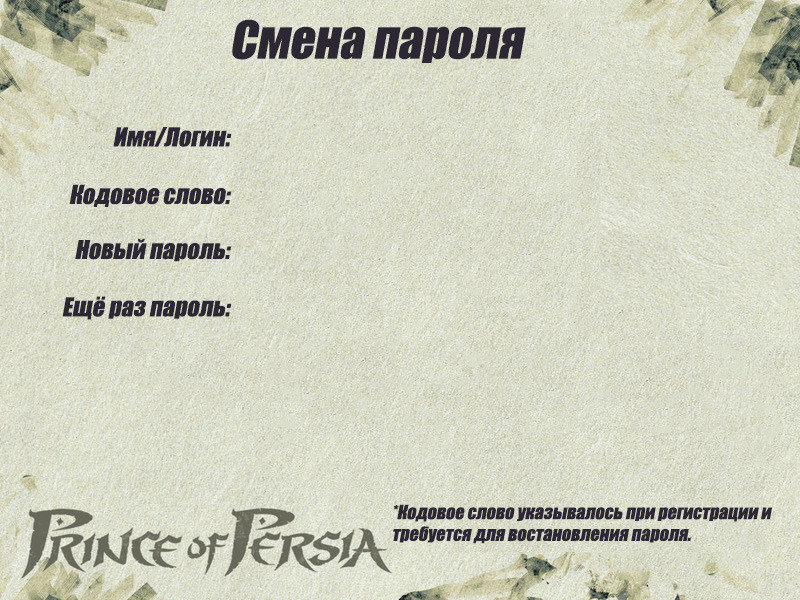 Смена пароля
Имя/Логин:
Кодовое слово:
Новый пароль:
Ещё раз пароль:
PRINCE OF PERSIA
*Кодовое слово указывалось при регистрации и
требуется для востановления пароля.